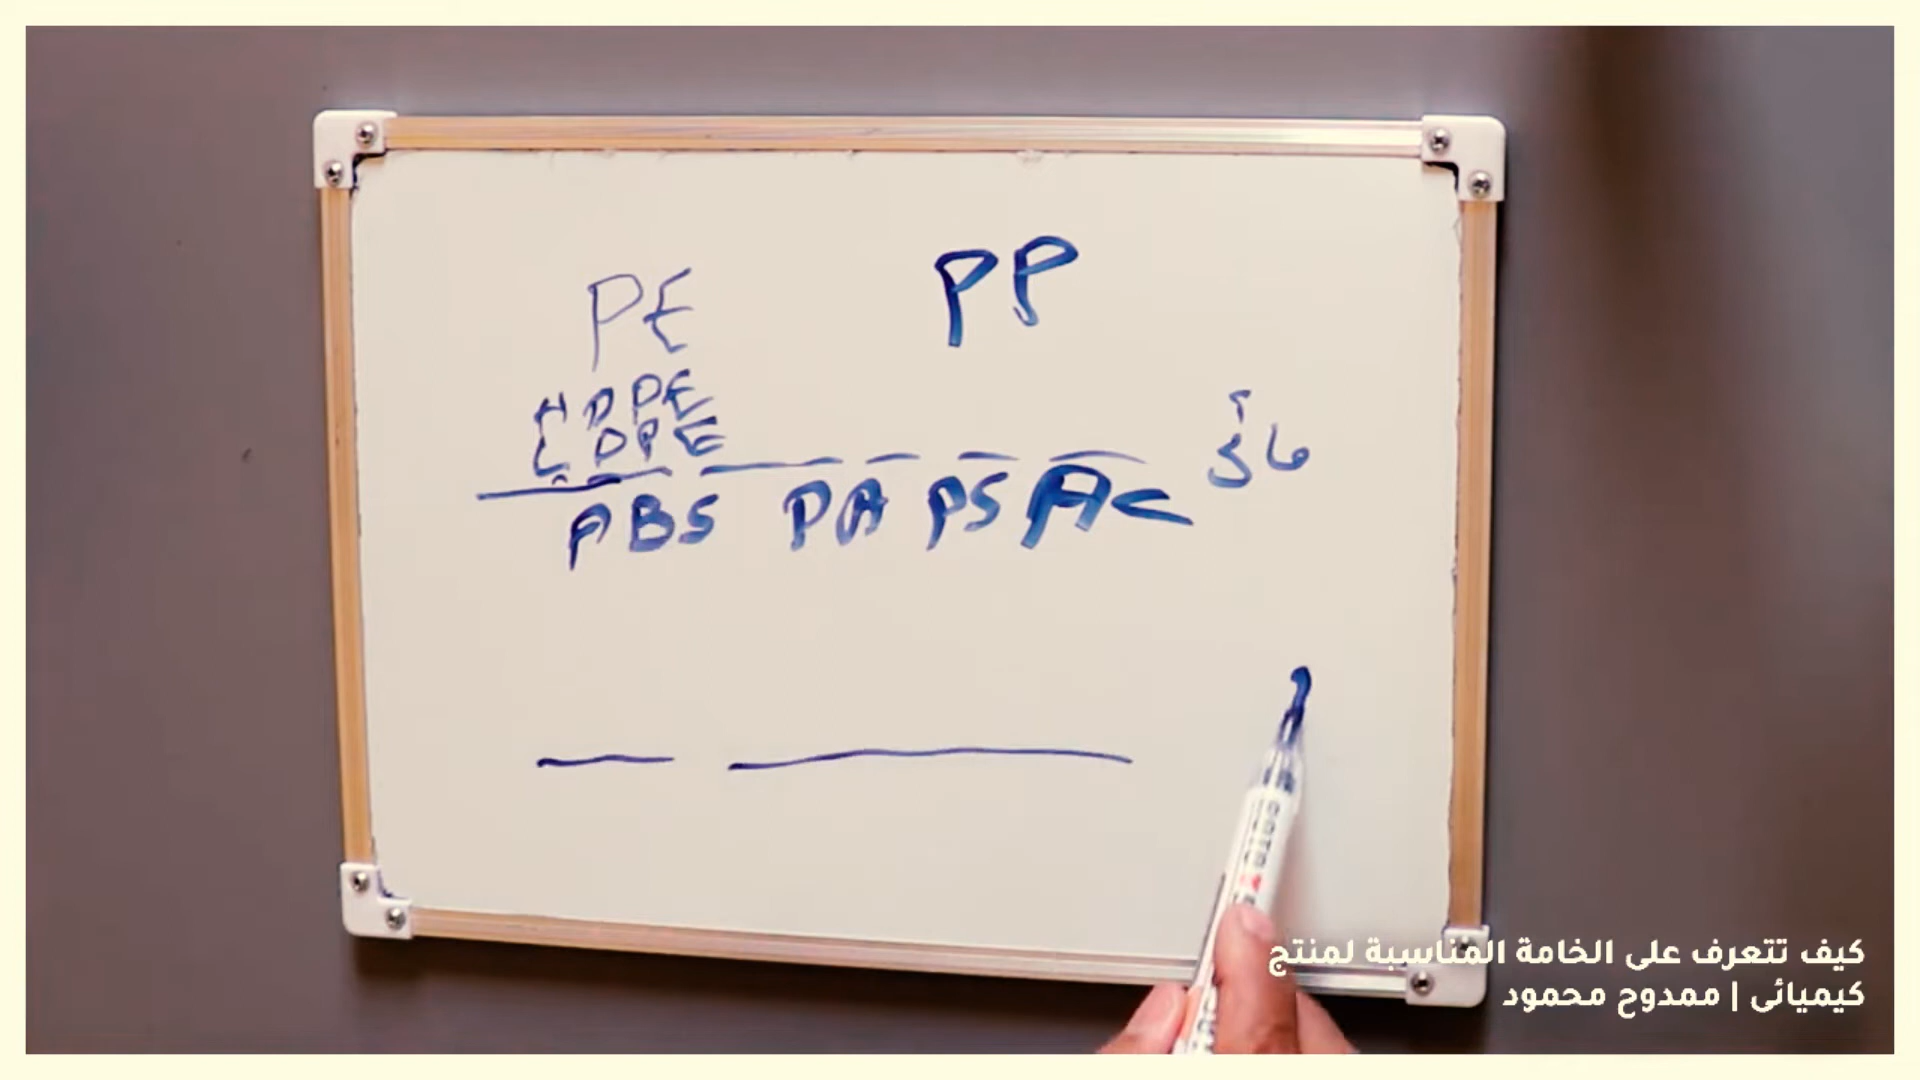 PE PP
HDPE
LDPE
ABS PA PS AC
كيف تتعرف على الخامة المناسبة لمنتج
كيميائى | ممدوح محمود